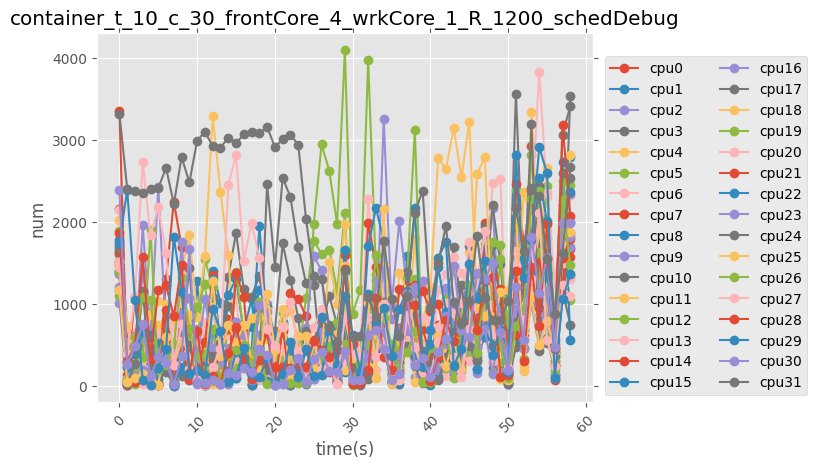 container_t_10_c_30_frontCore_4_wrkCore_1_R_1200_schedDebug
4000
3000
2000
1000
0
num
0
10
20
30
40
50
60
time(s)
cpu0
cpu1
cpu2
cpu3
cpu4
cpu5
cpu6
cpu7
cpu8
cpu9
cpu10
cpu11
cpu12
cpu13
cpu14
cpu15
cpu16
cpu17
cpu18
cpu19
cpu20
cpu21
cpu22
cpu23
cpu24
cpu25
cpu26
cpu27
cpu28
cpu29
cpu30
cpu31